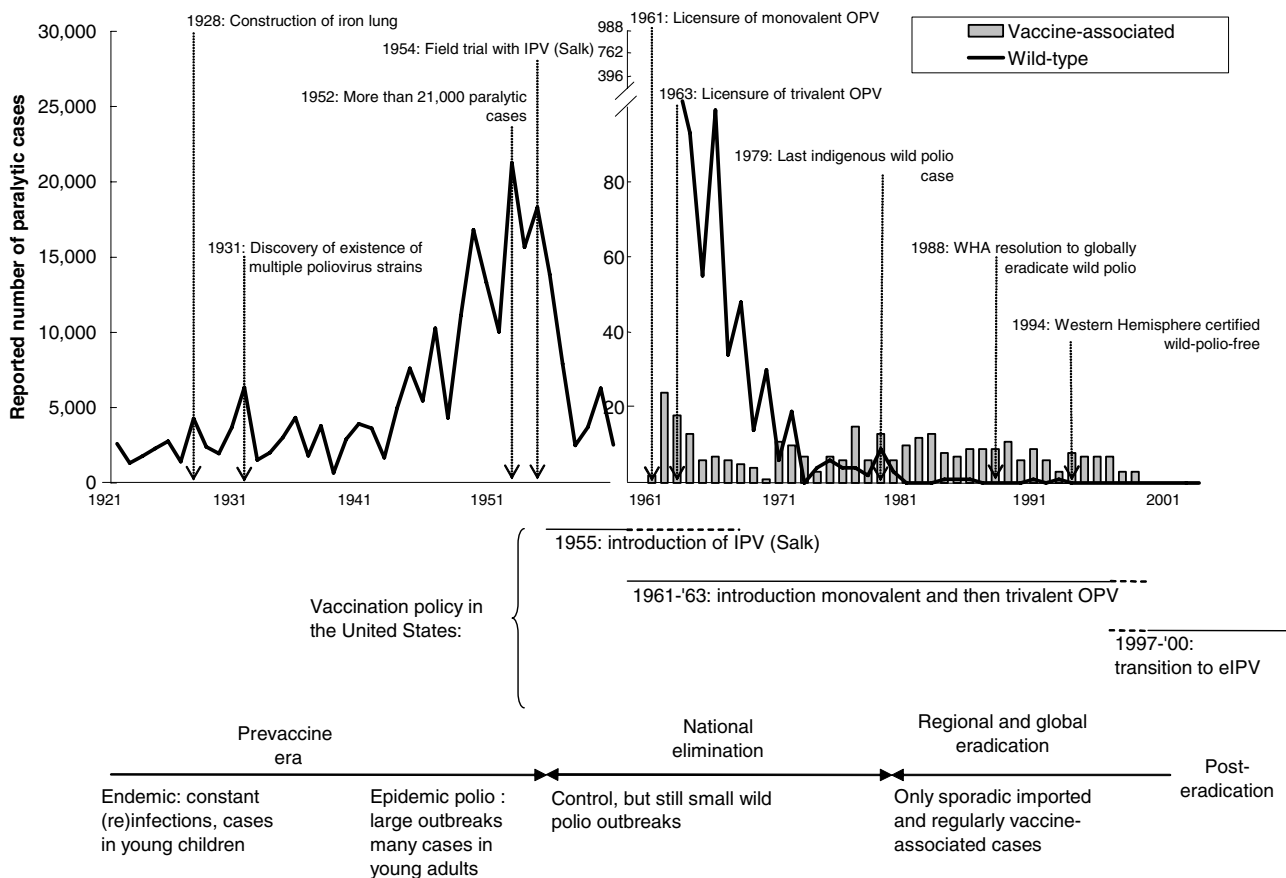 1928: Construction of iron lung
1961: Licensure of monovalent OPV
Vaccine-associated
Wild-type
30,000
988
1954: Field trial with IPV (Salk)
762
396
25,000
1952: More than 21,000 paralytic
cases
1963: Licensure of trivalent OPV
20,000
80
1979: Last indigenous wild polio
case
Reported number of paralytic cases
15,000
60
1931: Discovery of existence of
multiple poliovirus strains
1988: WHA resolution to globally
eradicate wild polio
10,000
40
1994: Western Hemisphere certified
wild-polio-free
5,000
20
0
1921
1931
1941
1951
1961
1971
1981
1991
2001
1955: introduction of IPV (Salk)
1961-'63: introduction monovalent and then trivalent OPV
Vaccination policy in
the United States:
1997-'00:
transition to eIPV
Prevaccine
era
National
elimination
Regional and global
eradication
Post-
eradication
Endemic: constant
(re)infections, cases
in young children
Epidemic polio :
large outbreaks
many cases in
young adults
Control, but still small wild
polio outbreaks
Only sporadic imported
and regularly vaccine-
associated cases